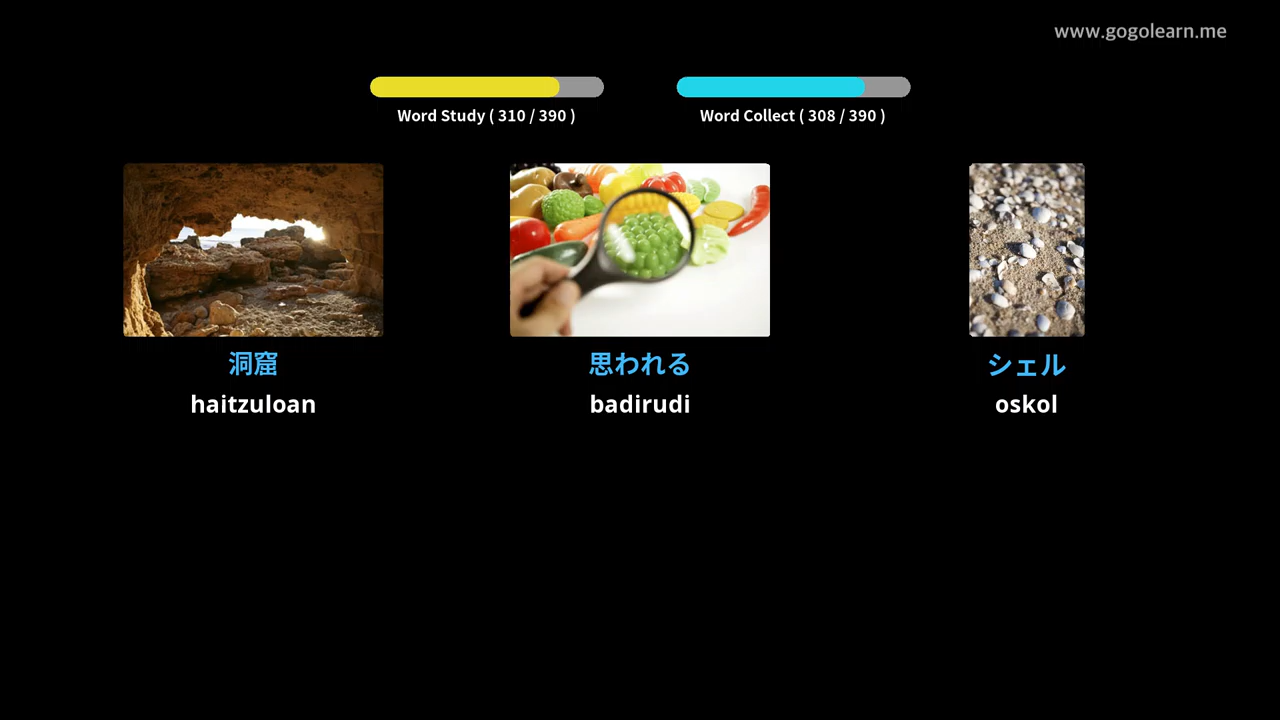 www.gogolearn.me
Word Study ( 310 / 390 )
Word Collect ( 308 / 390 )
洞窟
haitzuloan
思われる
badirudi
シェル
oskol